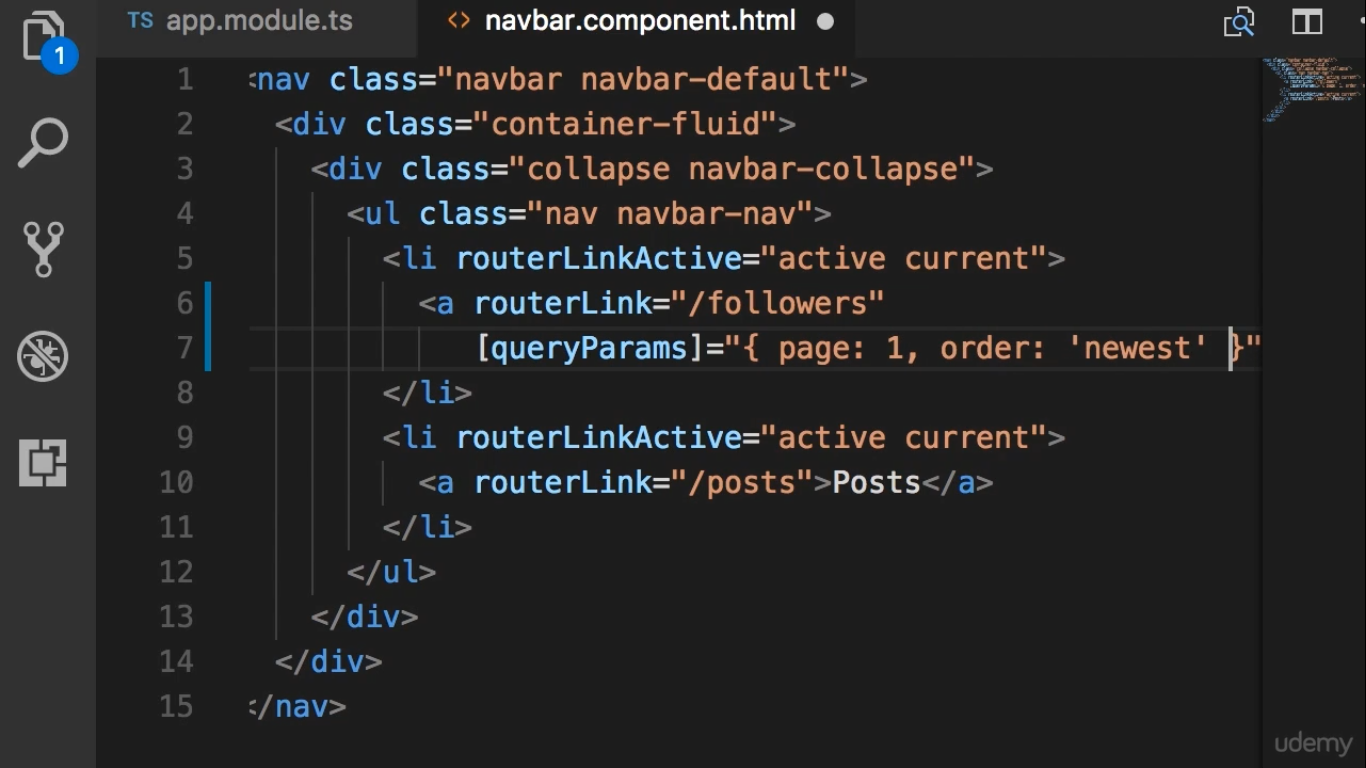 TS app.module.ts <> navbar.component.html
1
1 <nav class="navbar navbar-default">
2 <div class="container-fluid">
3 <div class="collapse navbar-collapse">
4 <ul class="nav navbar-nav">
5 <li routerLinkActive="active current">
6 <a routerLink="/followers"
7 [queryParams]="{ page: 1, order: 'newest' }"
8 </li>
9 <li routerLinkActive="active current">
10 <a routerLink="/posts">Posts</a>
11 </li>
12 </ul>
13 </div>
14 </div>
15 </nav>
udemy